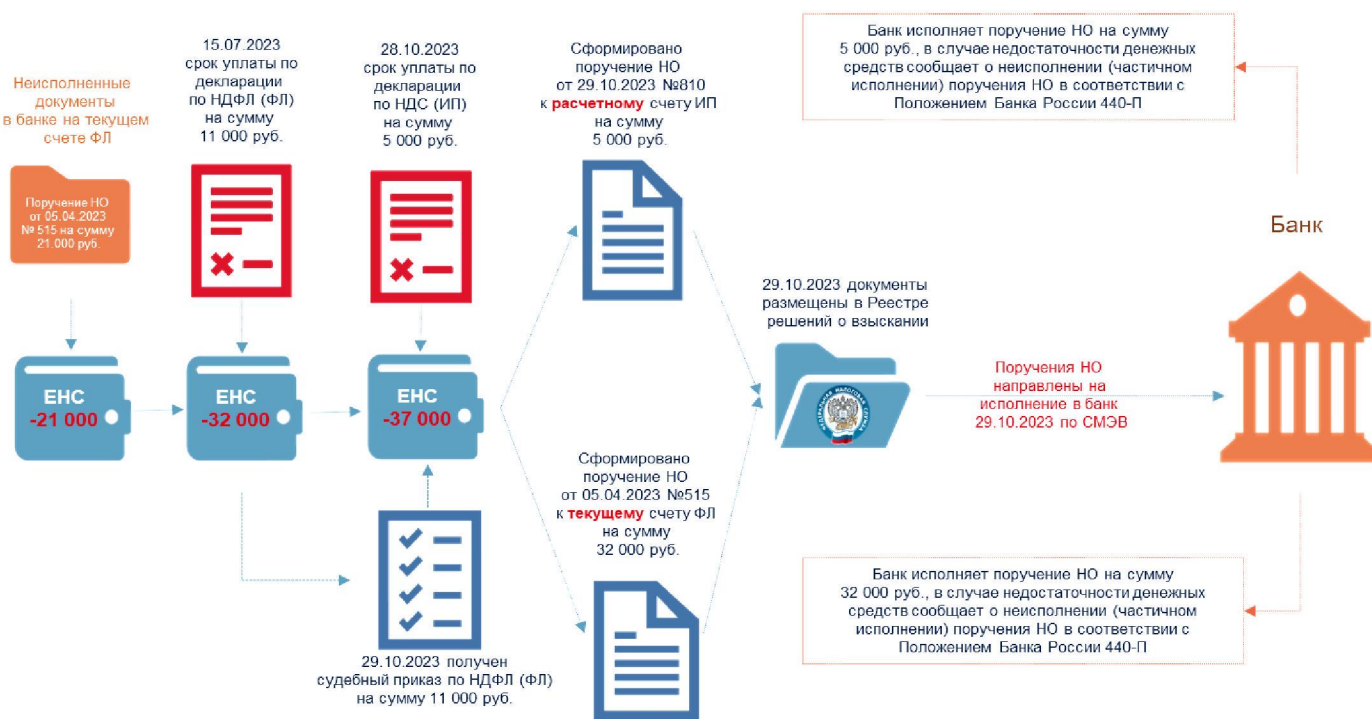 Неисполненные
документы
в банке на текущем
счете ФЛ
Поручение НО
от 05.04.2023
№ 515 на сумму
21.000 руб.
15.07.2023
срок уплаты по
декларации
по НДФЛ (ФЛ)
на сумму
11 000 руб.
28.10.2023
срок уплаты по
декларации
по НДС (ИП)
на сумму
5 000 руб.
Сформировано
поручение НО
от 29.10.2023 №810
к расчетному счету ИП
на сумму
5 000 руб.
Банк исполняет поручение НО на сумму
5 000 руб., в случае недостаточности денежных
средств сообщает о неисполнении (частичном
исполнении) поручения НО в соответствии с
Положением Банка России 440-П
Банк
29.10.2023 документы
размещены в Реестре
решений о взыскании
ЕНС
-21 000
ЕНС
-32 000
ЕНС
-37 000
ФЕДЕРАЛЬНАЯ НАЛОГОВАЯ СЛУЖБА
Поручения НО
направлены на
исполнение в банк
29.10.2023 по СМЭВ
Сформировано
поручение НО
от 05.04.2023 №515
к текущему счету ФЛ
на сумму
32 000 руб.
29.10.2023 получен
судебный приказ по НДФЛ (ФЛ)
на сумму 11 000 руб.
Банк исполняет поручение НО на сумму
32 000 руб., в случае недостаточности денежных
средств сообщает о неисполнении (частичном
исполнении) поручения НО в соответствии с
Положением Банка России 440-П